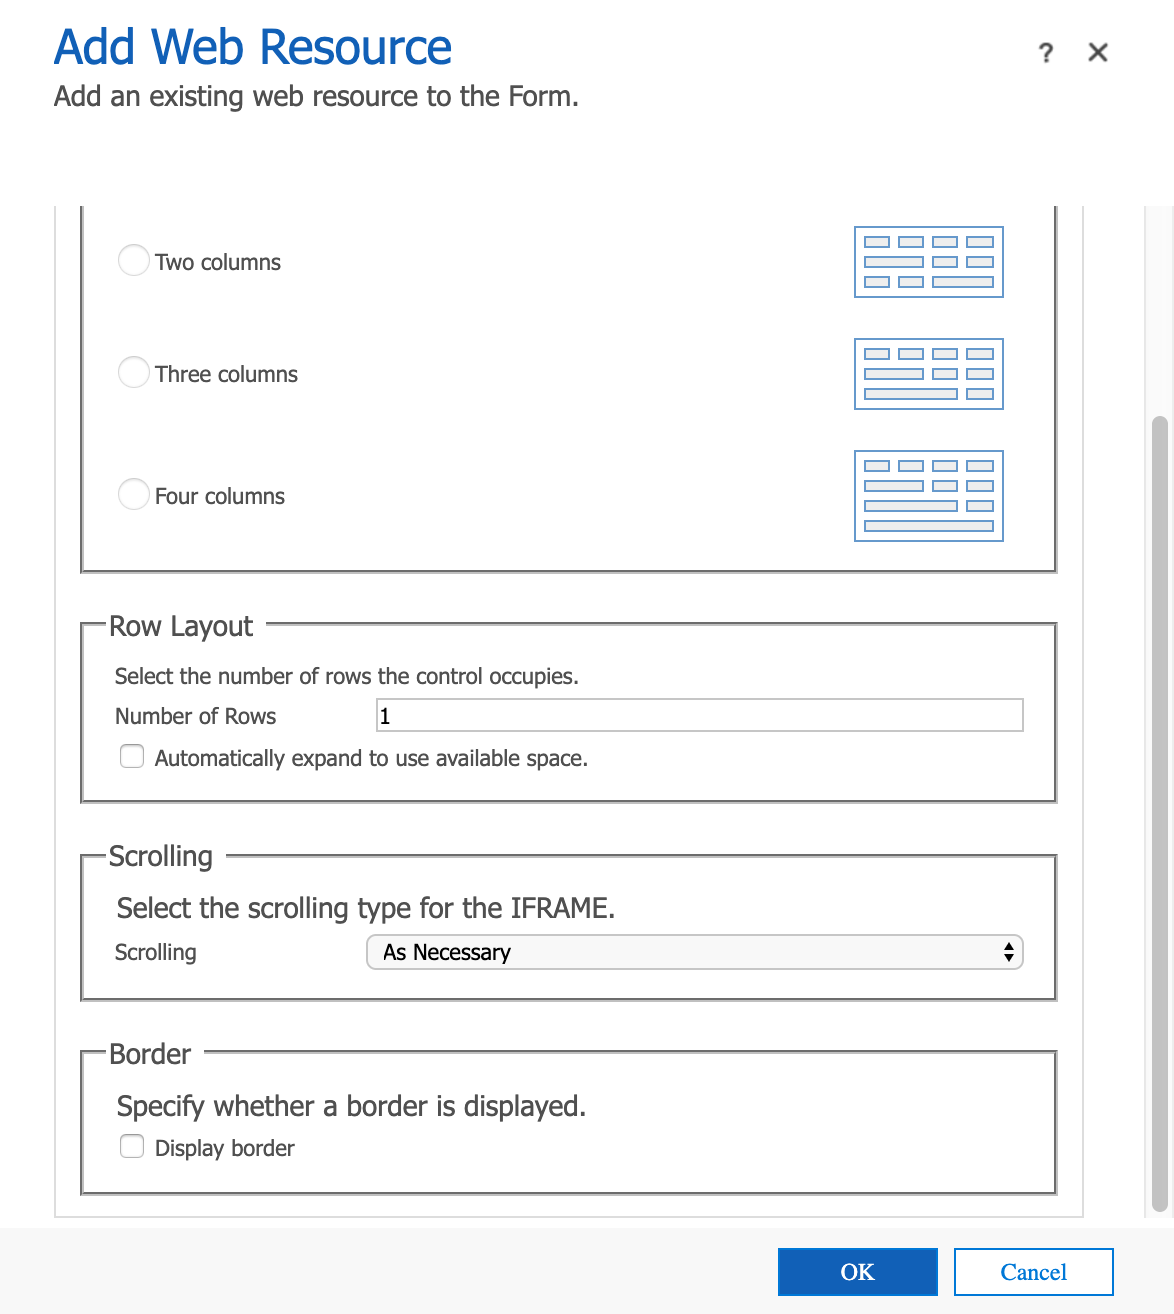 Add Web Resource
?
Add an existing web resource to the Form.
Two columns
Three columns
Four columns
Row Layout
Select the number of rows the control occupies.
Number of Rows 1
Automatically expand to use available space.
Scrolling
Select the scrolling type for the IFRAME.
Scrolling As Necessary
Border
Specify whether a border is displayed.
Display border
OK Cancel